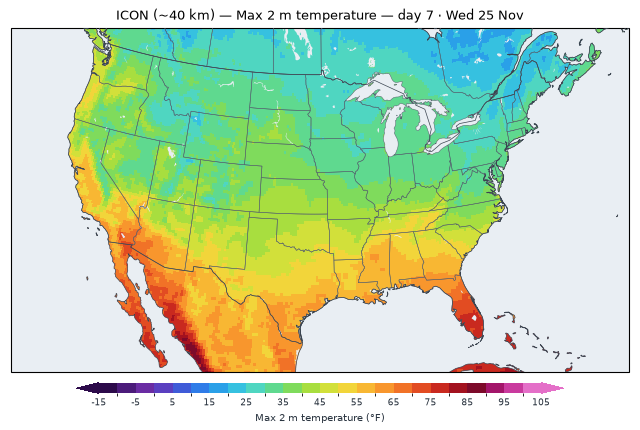 ICON (~40 km) — Max 2 m temperature — day 7 · Wed 25 Nov
-15 -5 5 15 25 35 45 55 65 75 85 95 105
Max 2 m temperature (°F)